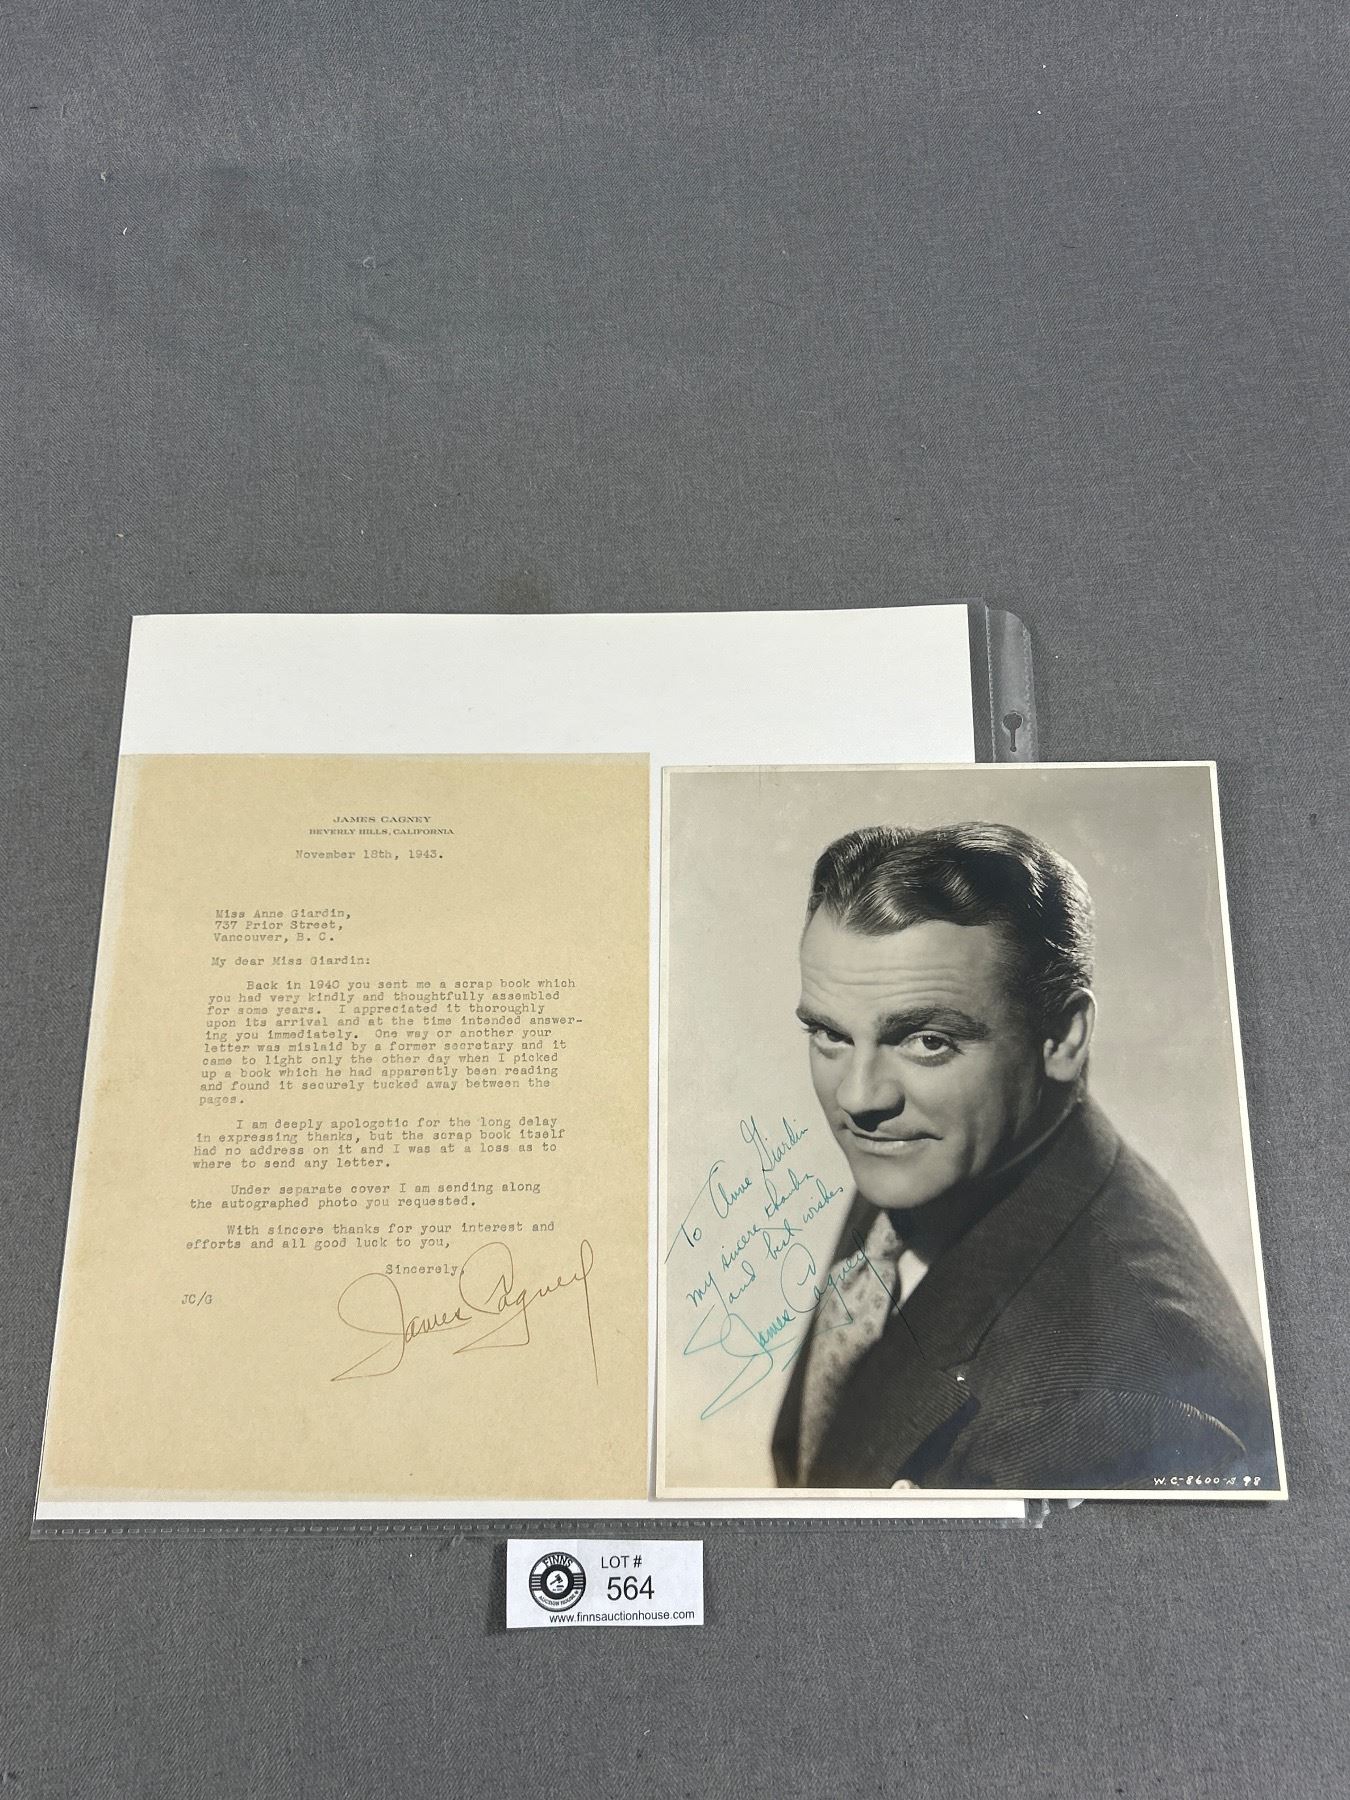 JAMES CAGNEY
BEVERLY HILLS, CALIFORNIA
November 18th, 1943.
Miss Anne Giardin,
737 Prior Street,
Vancouver, B. C.
My dear Miss Giardin:
Back in 1940 you sent me a scrap book which
you had very kindly and thoughtfully assembled
for some years. I appreciated it thoroughly
upon its arrival and at the time intended answer-
ing you immediately. One way or another your
letter was mislaid by a former secretary and it
came to light only the other day when I picked
up a book which he had apparently been reading
and found it securely tucked away between the
pages.
I am deeply apologetic for the long delay
in expressing thanks, but the scrap book itself
had no address on it and I was at a loss as to
where to send any letter.
Under separate cover I am sending along
the autographed photo you requested.
With sincere thanks for your interest and
efforts and all good luck to you,
Sincerely,
James Cagney
JC/G
To Anne Giardin
my sincere thanks
and best wishes
James Cagney
W.C-8600-S 98
FINNS
AUCTION HOUSE
LOT #
564
www.finnsauctionhouse.com